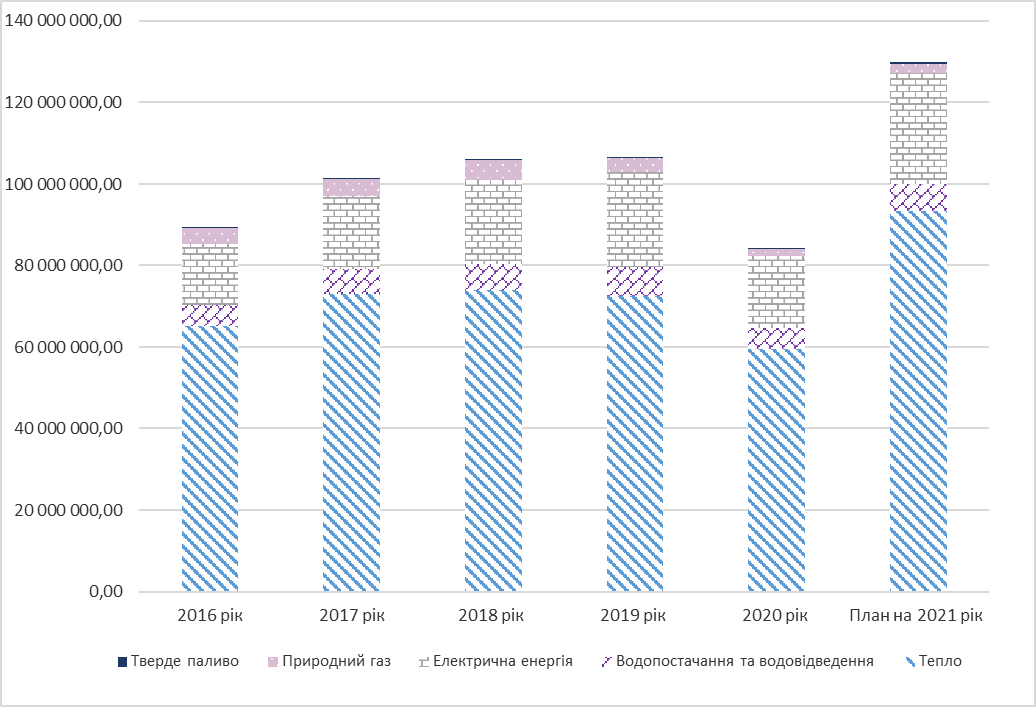 140 000 000,00
120 000 000,00
100 000 000,00
80 000 000,00
60 000 000,00
40 000 000,00
20 000 000,00
0,00
2016 рік 2017 рік 2018 рік 2019 рік 2020 рік План на 2021 рік
Тверде паливо Природний газ Електрична енергія Водопостачання та водовідведення Тепло